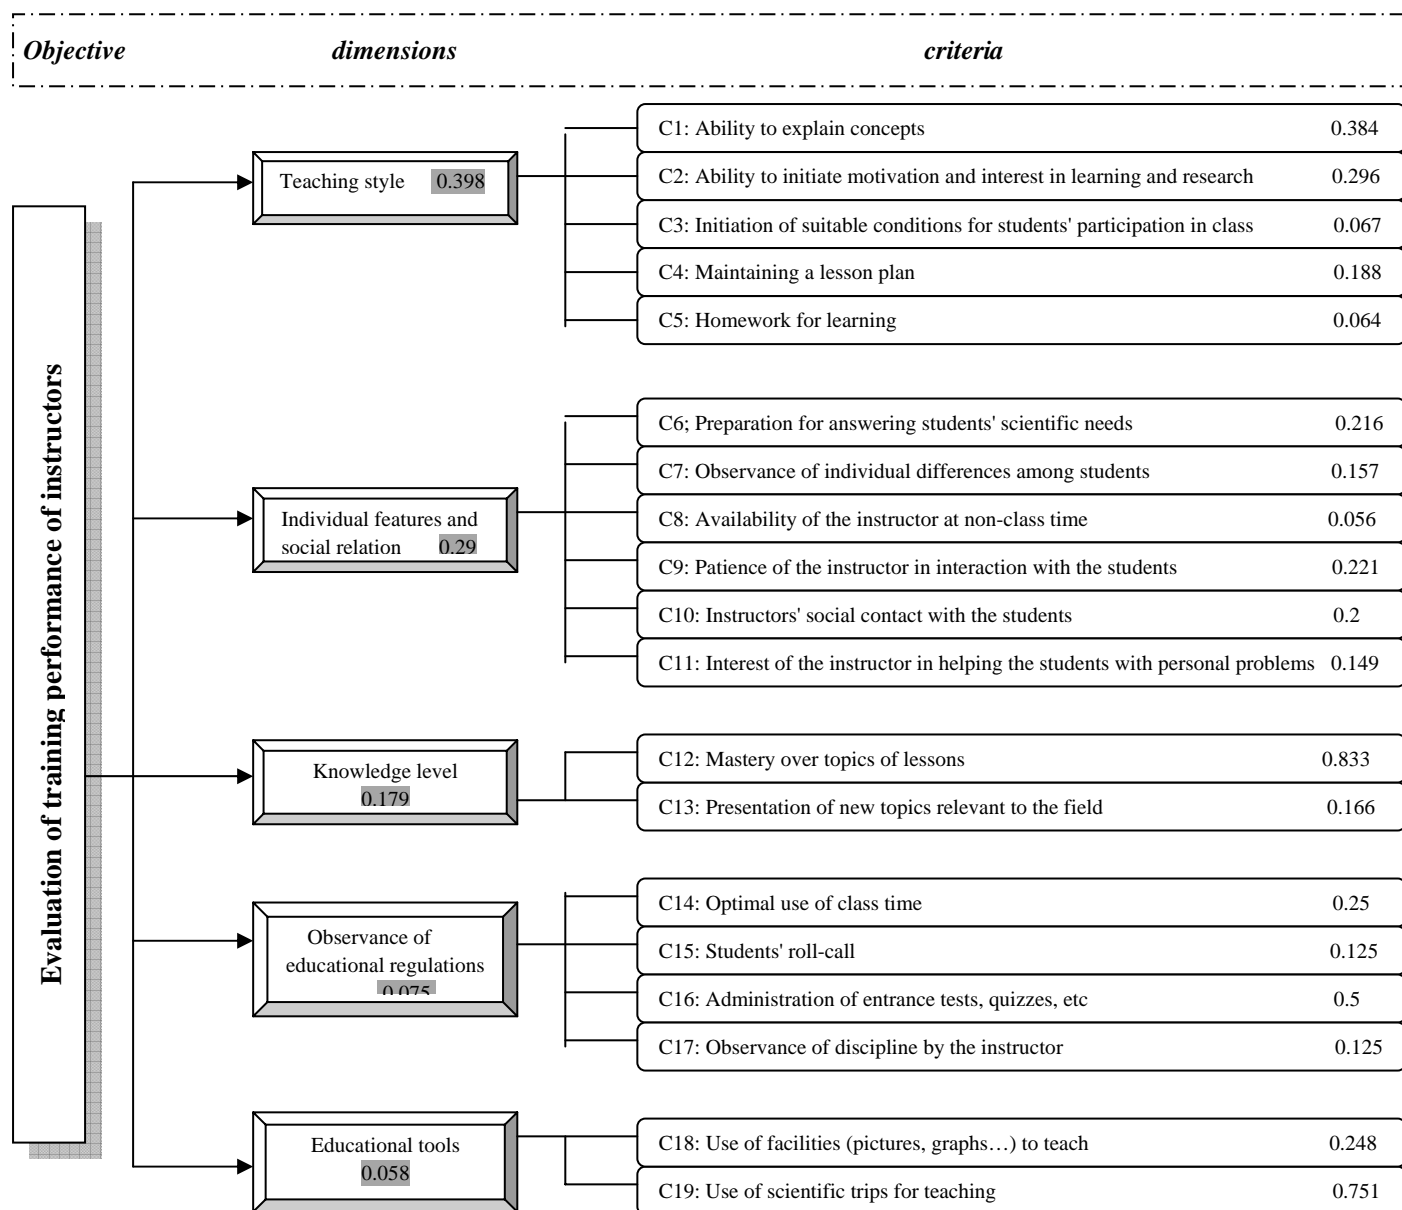 Objective dimensions criteria
Evaluation of training performance of instructors
Teaching style 0.398
C1: Ability to explain concepts 0.384
C2: Ability to initiate motivation and interest in learning and research 0.296
C3: Initiation of suitable conditions for students' participation in class 0.067
C4: Maintaining a lesson plan 0.188
C5: Homework for learning 0.064
Individual features and
social relation 0.29
C6; Preparation for answering students' scientific needs 0.216
C7: Observance of individual differences among students 0.157
C8: Availability of the instructor at non-class time 0.056
C9: Patience of the instructor in interaction with the students 0.221
C10: Instructors' social contact with the students 0.2
C11: Interest of the instructor in helping the students with personal problems 0.149
Knowledge level
0.179
C12: Mastery over topics of lessons 0.833
C13: Presentation of new topics relevant to the field 0.166
Observance of
educational regulations
0.075
C14: Optimal use of class time 0.25
C15: Students' roll-call 0.125
C16: Administration of entrance tests, quizzes, etc 0.5
C17: Observance of discipline by the instructor 0.125
Educational tools
0.058
C18: Use of facilities (pictures, graphs…) to teach 0.248
C19: Use of scientific trips for teaching 0.751